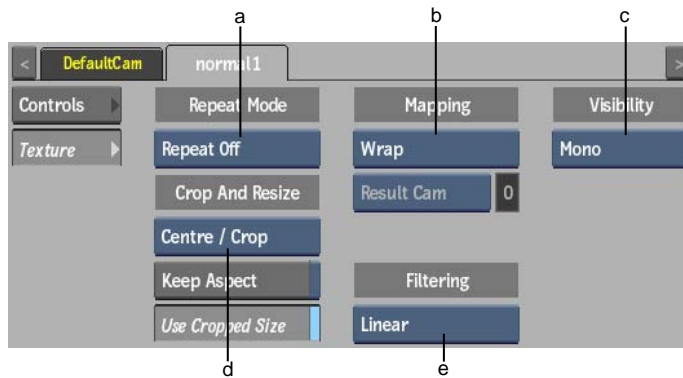 a b c
< DefaultCam normal1 >
Controls Repeat Mode Mapping Visibility
Texture Repeat Off Wrap Mono
Crop And Resize Result Cam 0
Centre / Crop
Keep Aspect Filtering
Use Cropped Size Linear
d e